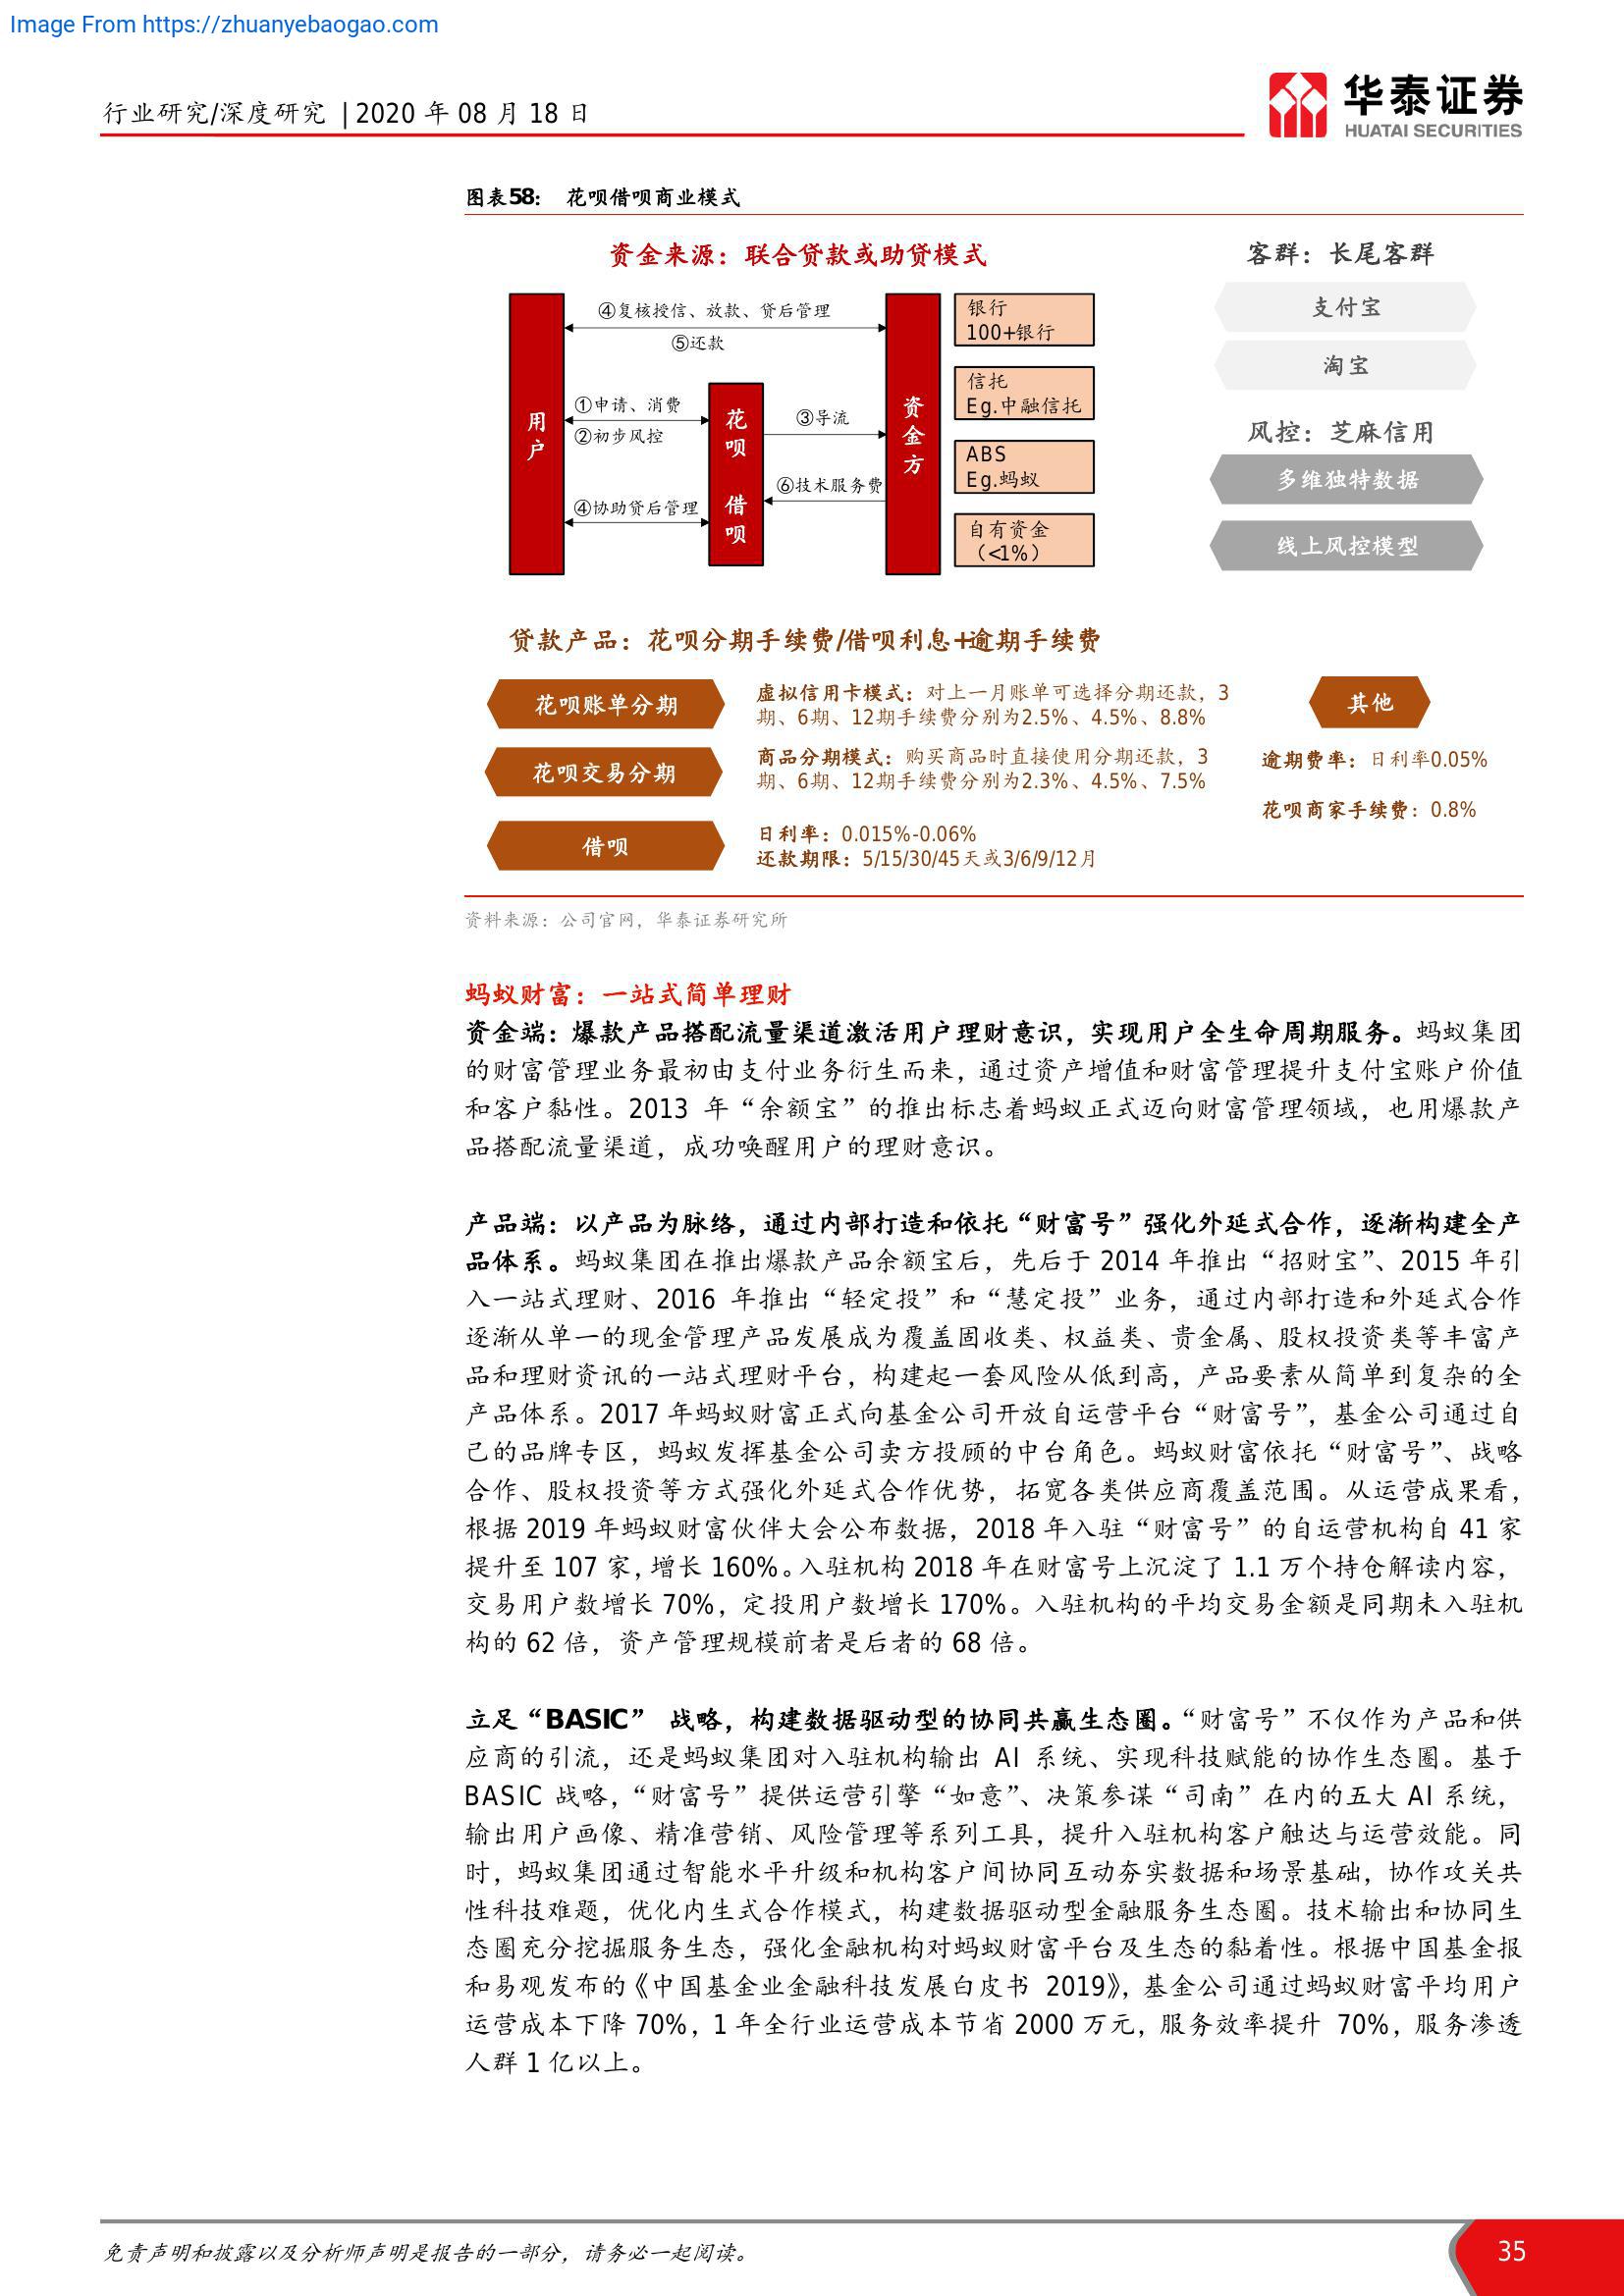 Image From https://zhuanyebaogao.com
行业研究/深度研究 | 2020 年 08 月 18 日
华泰证券
HUATAI SECURITIES
图表58： 花呗借呗商业模式
资金来源：联合贷款或助贷模式
用户
④复核授信、放款、贷后管理
⑤还款
①申请、消费
②初步风控
④协助贷后管理
花呗 借呗
③导流
⑥技术服务费
资金方
银行
100+银行
信托
Eg.中融信托
ABS
Eg.蚂蚁
自有资金
（<1%）
客群：长尾客群
支付宝
淘宝
风控：芝麻信用
多维独特数据
线上风控模型
贷款产品：花呗分期手续费/借呗利息+逾期手续费
花呗账单分期
虚拟信用卡模式：对上一月账单可选择分期还款，3
期、6期、12期手续费分别为2.5%、4.5%、8.8%
花呗交易分期
商品分期模式：购买商品时直接使用分期还款，3
期、6期、12期手续费分别为2.3%、4.5%、7.5%
借呗
日利率：0.015%-0.06%
还款期限：5/15/30/45天或3/6/9/12月
其他
逾期费率：日利率0.05%
花呗商家手续费：0.8%
资料来源：公司官网，华泰证券研究所
蚂蚁财富：一站式简单理财
资金端：爆款产品搭配流量渠道激活用户理财意识，实现用户全生命周期服务。蚂蚁集团
的财富管理业务最初由支付业务衍生而来，通过资产增值和财富管理提升支付宝账户价值
和客户黏性。2013 年“余额宝”的推出标志着蚂蚁正式迈向财富管理领域，也用爆款产
品搭配流量渠道，成功唤醒用户的理财意识。
产品端：以产品为脉络，通过内部打造和依托“财富号”强化外延式合作，逐渐构建全产
品体系。蚂蚁集团在推出爆款产品余额宝后，先后于 2014 年推出“招财宝”、2015 年引
入一站式理财、2016 年推出“轻定投”和“慧定投”业务，通过内部打造和外延式合作
逐渐从单一的现金管理产品发展成为覆盖固收类、权益类、贵金属、股权投资类等丰富产
品和理财资讯的一站式理财平台，构建起一套风险从低到高，产品要素从简单到复杂的全
产品体系。2017 年蚂蚁财富正式向基金公司开放自运营平台“财富号”，基金公司通过自
己的品牌专区，蚂蚁发挥基金公司卖方投顾的中台角色。蚂蚁财富依托“财富号”、战略
合作、股权投资等方式强化外延式合作优势，拓宽各类供应商覆盖范围。从运营成果看，
根据 2019 年蚂蚁财富伙伴大会公布数据，2018 年入驻“财富号”的自运营机构自 41 家
提升至 107 家，增长 160%。入驻机构 2018 年在财富号上沉淀了 1.1 万个持仓解读内容，
交易用户数增长 70%，定投用户数增长 170%。入驻机构的平均交易金额是同期未入驻机
构的 62 倍，资产管理规模前者是后者的 68 倍。
立足“BASIC” 战略，构建数据驱动型的协同共赢生态圈。“财富号”不仅作为产品和供
应商的引流，还是蚂蚁集团对入驻机构输出 AI 系统、实现科技赋能的协作生态圈。基于
BASIC 战略，“财富号”提供运营引擎“如意”、决策参谋“司南”在内的五大 AI 系统，
输出用户画像、精准营销、风险管理等系列工具，提升入驻机构客户触达与运营效能。同
时，蚂蚁集团通过智能水平升级和机构客户间协同互动夯实数据和场景基础，协作攻关共
性科技难题，优化内生式合作模式，构建数据驱动型金融服务生态圈。技术输出和协同生
态圈充分挖掘服务生态，强化金融机构对蚂蚁财富平台及生态的黏着性。根据中国基金报
和易观发布的《中国基金业金融科技发展白皮书 2019》，基金公司通过蚂蚁财富平均用户
运营成本下降 70%，1 年全行业运营成本节省 2000 万元，服务效率提升 70%，服务渗透
人群 1 亿以上。
免责声明和披露以及分析师声明是报告的一部分，请务必一起阅读。
35